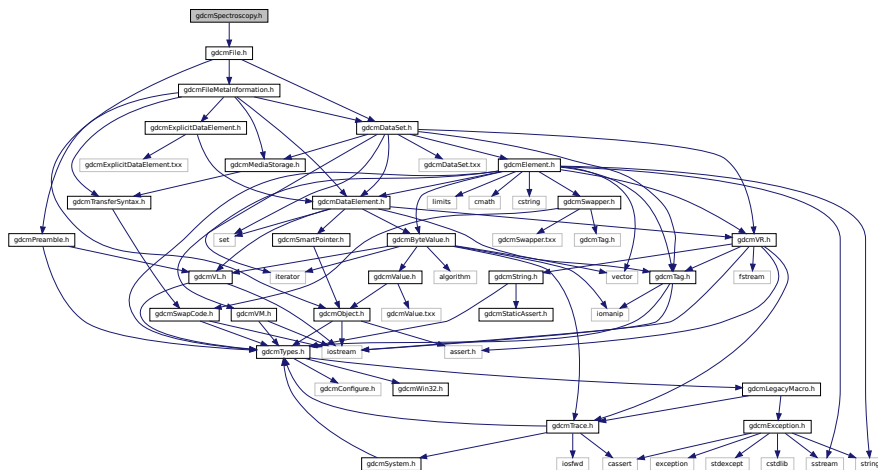 gdcmSpectroscopy.h
gdcmFile.h
gdcmFileMetaInformation.h
gdcmExplicitDataElement.h
gdcmDataSet.h
gdcmExplicitDataElement.txx
gdcmMediaStorage.h
gdcmDataSet.txx
gdcmElement.h
gdcmTransferSyntax.h
gdcmDataElement.h
limits
cmath
cstring
gdcmSwapper.h
gdcmPreamble.h
set
gdcmSmartPointer.h
gdcmByteValue.h
gdcmSwapper.txx
gdcmTag.h
gdcmVR.h
gdcmVL.h
iterator
gdcmValue.h
algorithm
gdcmString.h
vector
gdcmTag.h
fstream
gdcmSwapCode.h
gdcmVM.h
gdcmObject.h
gdcmValue.txx
gdcmStaticAssert.h
iomanip
gdcmTypes.h
iostream
assert.h
gdcmConfigure.h
gdcmWin32.h
gdcmLegacyMacro.h
gdcmTrace.h
gdcmException.h
gdcmSystem.h
iosfwd
cassert
exception
stdexcept
cstdlib
sstream
string